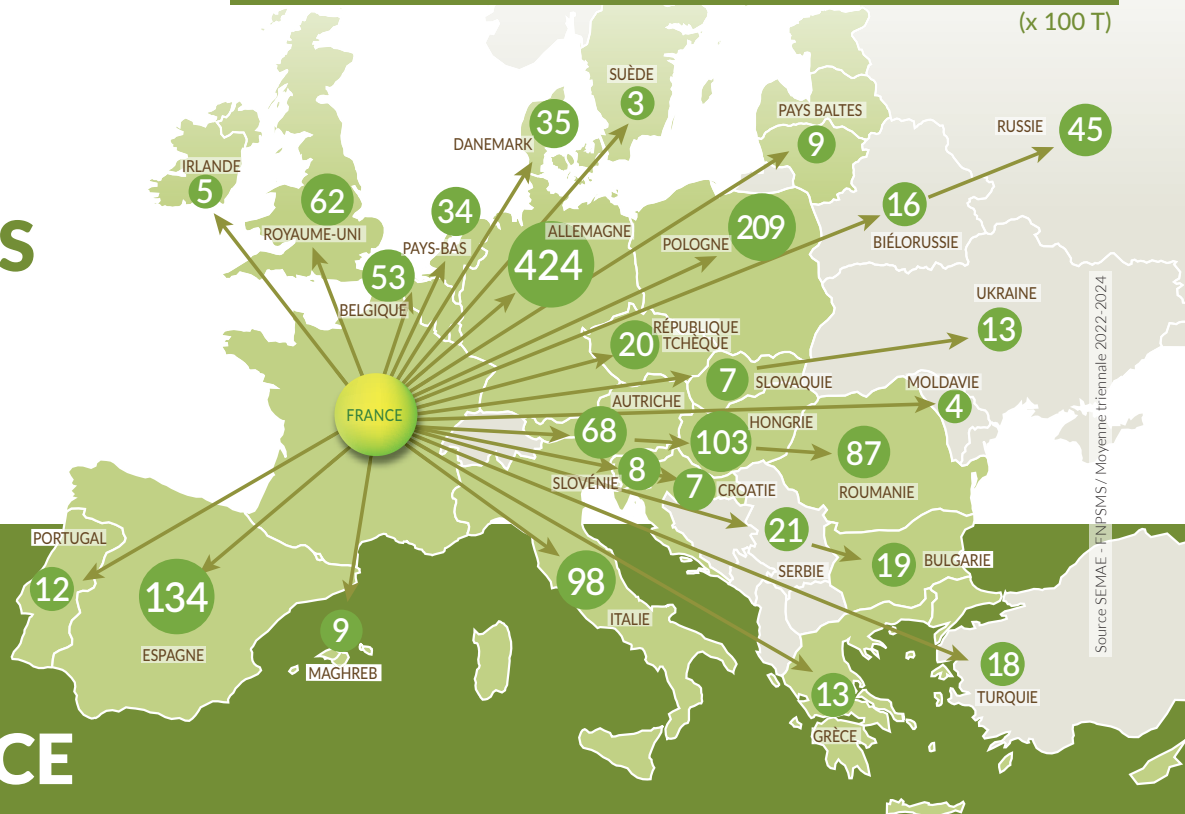 (x 100 T)
SUÈDE
3
DANEMARK
35
PAYS BALTES
9
RUSSIE
45
IRLANDE
5
62
ROYAUME-UNI
34
PAYS-BAS
53
BELGIQUE
ALLEMAGNE
424
POLOGNE
209
16
BIÉLORUSSIE
S
UKRAINE
13
20
RÉPUBLIQUE
TCHÈQUE
7
SLOVAQUIE
MOLDAVIE
4
FRANCE
AUTRICHE
68
HONGRIE
103
87
ROUMANIE
SLOVÉNIE
8
7
CROATIE
21
SERBIE
19
BULGARIE
PORTUGAL
12
134
ESPAGNE
9
MAGHREB
98
ITALIE
13
GRÈCE
18
TURQUIE
Source SEMAE - FNPSMS / Moyenne triennale 2022-2024
CE